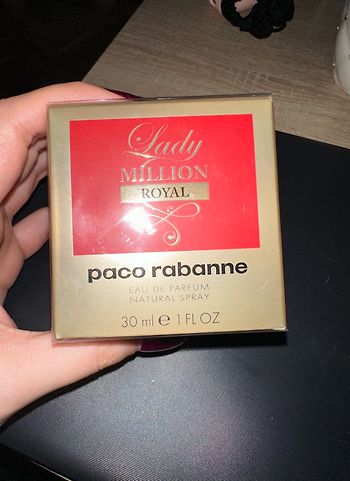 Lady
MILLION
ROYAL
paco rabanne
EAU DE PARFUM
NATURAL SPRAY
30 ml e 1 FL OZ